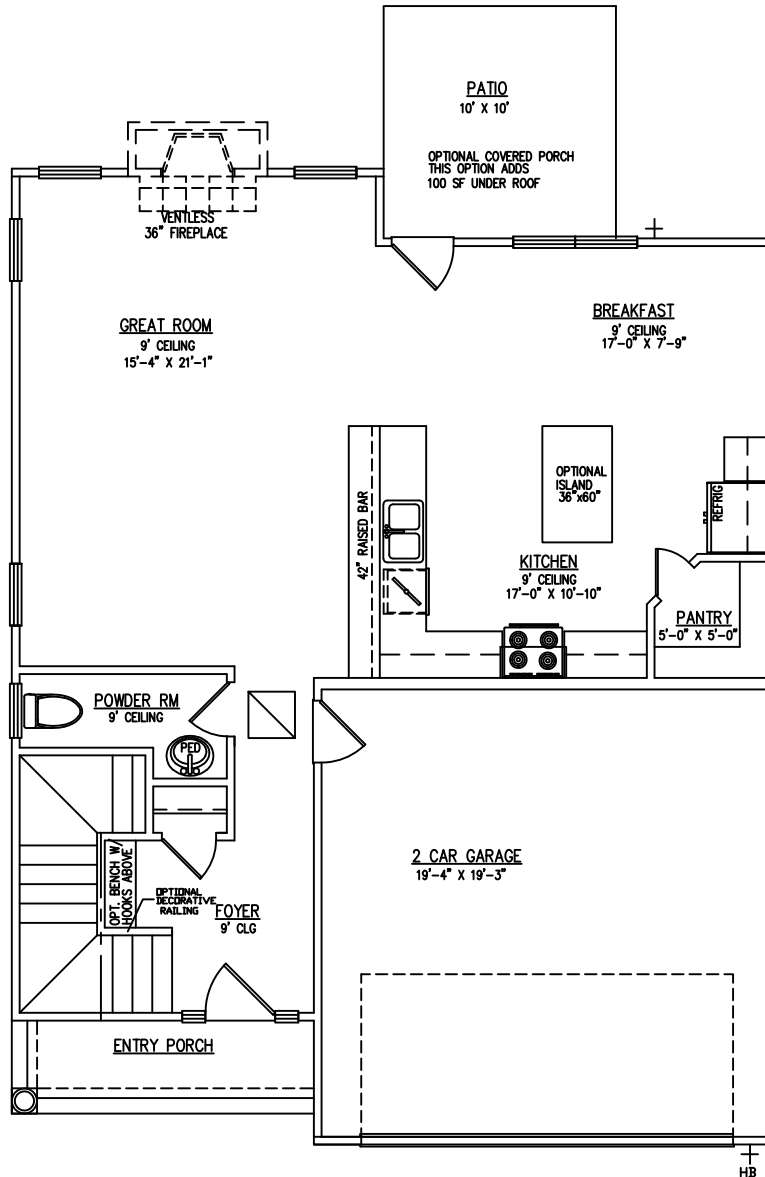 PATIO
10' X 10'
OPTIONAL COVERED PORCH
THIS OPTION ADDS
100 SF UNDER ROOF
VENTLESS
36" FIREPLACE
GREAT ROOM
9' CEILING
15'-4" X 21'-1"
BREAKFAST
9' CEILING
17'-0" X 7'-9"
42" RAISED BAR
OPTIONAL
ISLAND
36"x60"
REFRIG
KITCHEN
9' CEILING
17'-0" X 10'-10"
PANTRY
5'-0" X 5'-0"
POWDER RM
9' CEILING
PED
OPT. BENCH W/
HOOKS ABOVE
OPTIONAL
DECORATIVE
RAILING
FOYER
9' CLG
2 CAR GARAGE
19'-4" X 19'-3"
ENTRY PORCH
HB